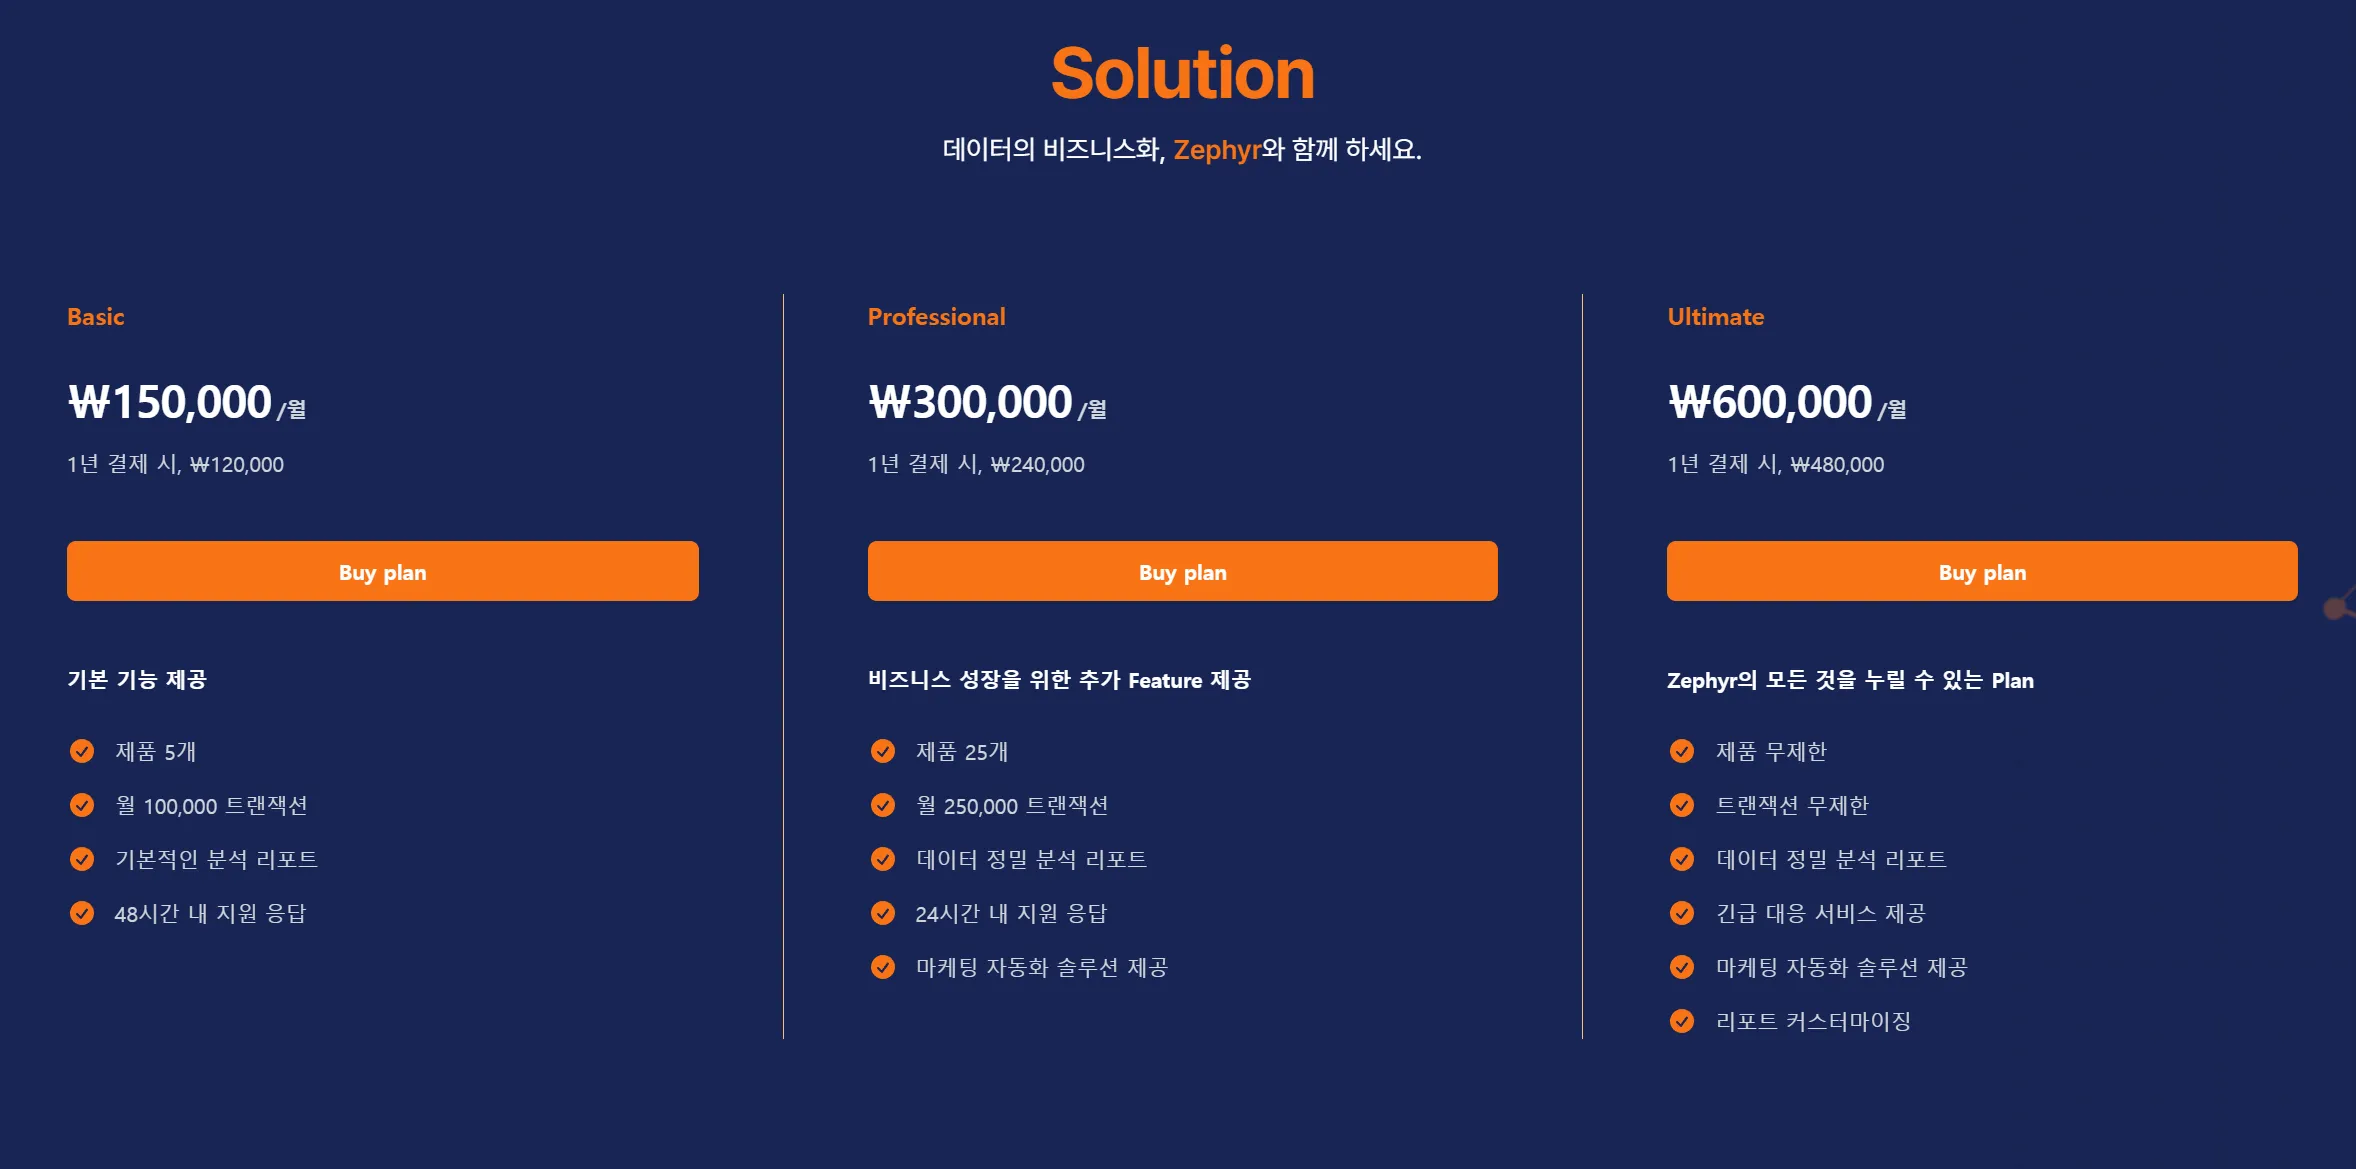 Solution
데이터의 비즈니스화, Zephyr와 함께 하세요.
Basic
₩150,000 /월
1년 결제 시, ₩120,000
Buy plan
기본 기능 제공
제품 5개
월 100,000 트랜잭션
기본적인 분석 리포트
48시간 내 지원 응답
Professional
₩300,000 /월
1년 결제 시, ₩240,000
Buy plan
비즈니스 성장을 위한 추가 Feature 제공
제품 25개
월 250,000 트랜잭션
데이터 정밀 분석 리포트
24시간 내 지원 응답
마케팅 자동화 솔루션 제공
Ultimate
₩600,000 /월
1년 결제 시, ₩480,000
Buy plan
Zephyr의 모든 것을 누릴 수 있는 Plan
제품 무제한
트랜잭션 무제한
데이터 정밀 분석 리포트
긴급 대응 서비스 제공
마케팅 자동화 솔루션 제공
리포트 커스터마이징